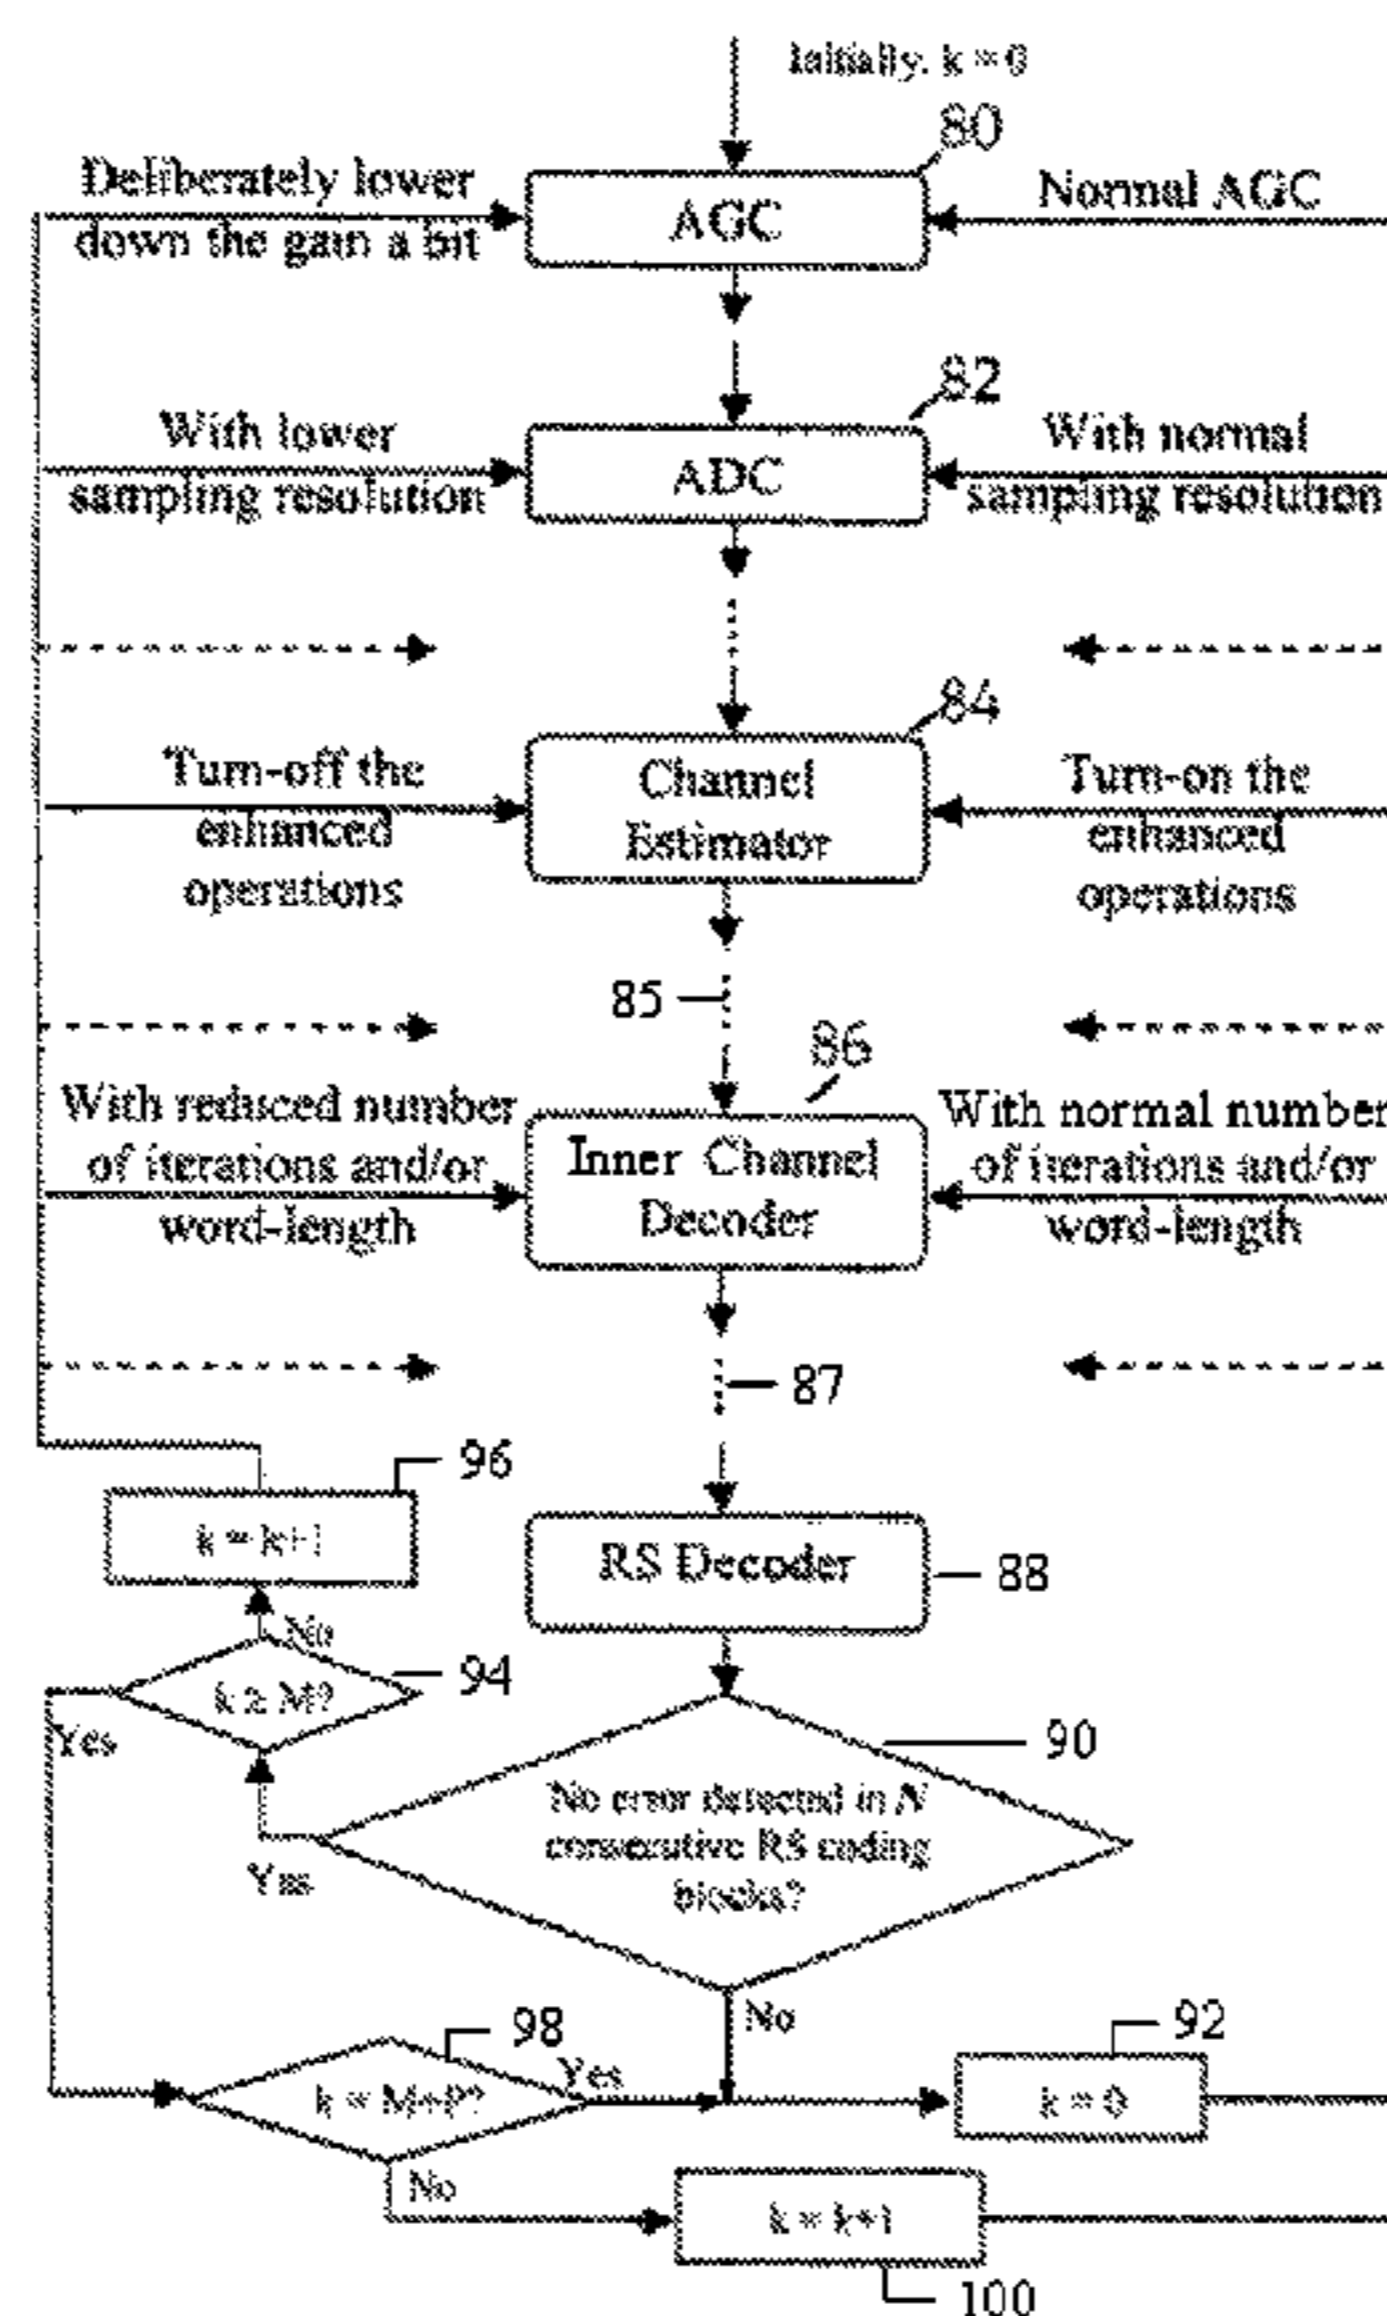 Initially, k = 0
80
Deliberately lower
down the gain a bit
AGC
Normal AGC
82
With lower
sampling resolution
ADC
With normal
sampling resolution
84
Turn-off the
enhanced
operations
Channel
Estimator
Turn-on the
enhanced
operations
85
86
With reduced number
of iterations and/or
word-length
Inner Channel
Decoder
With normal number
of iterations and/or
word-length
87
96
k = k+1
RS Decoder
88
No
94
k ≥ M?
Yes
90
No error detected in N
consecutive RS coding
blocks?
Yes
No
98
Yes
92
k = M+P?
k = 0
No
k = k+1
100